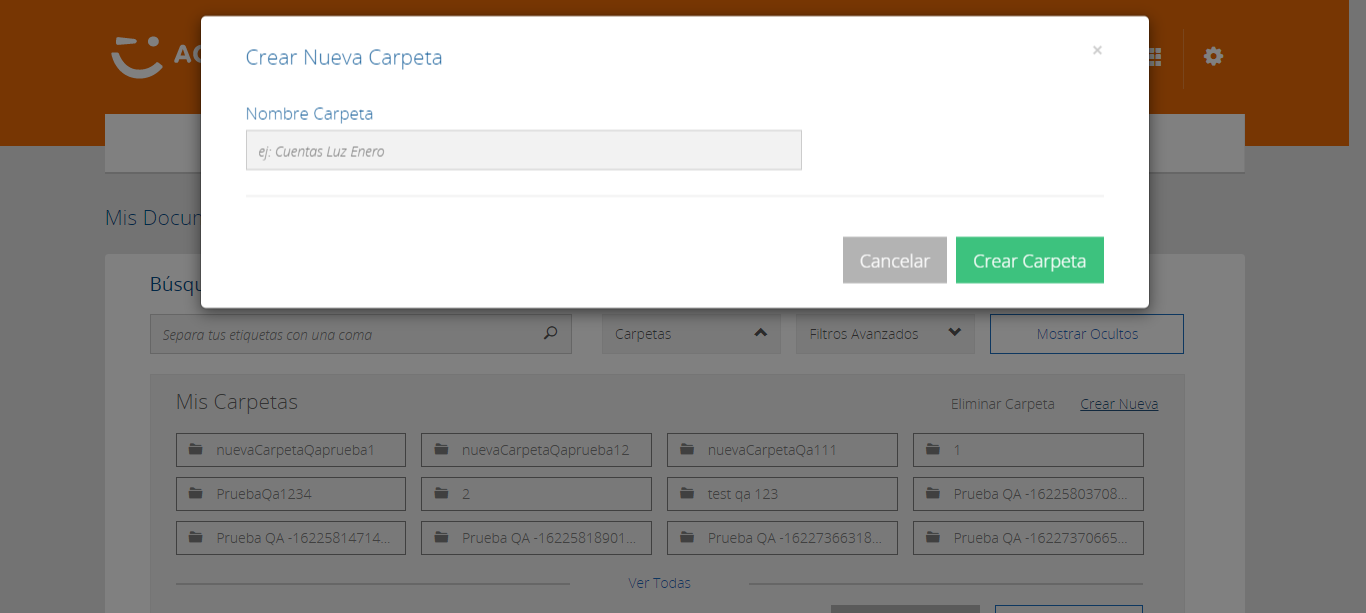 Crear Nueva Carpeta
×
Nombre Carpeta
ej: Cuentas Luz Enero
Cancelar
Crear Carpeta
Separa tus etiquetas con una coma
Carpetas
Filtros Avanzados
Mostrar Ocultos
Mis Carpetas
Eliminar Carpeta
Crear Nueva
nuevaCarpetaQaprueba1
nuevaCarpetaQaprueba12
nuevaCarpetaQa111
1
PruebaQa1234
2
test qa 123
Prueba QA -16225803708...
Prueba QA -16225814714...
Prueba QA -16225818901...
Prueba QA -16227366318...
Prueba QA -16227370665...
Ver Todas
Mis Docu
Búsqu